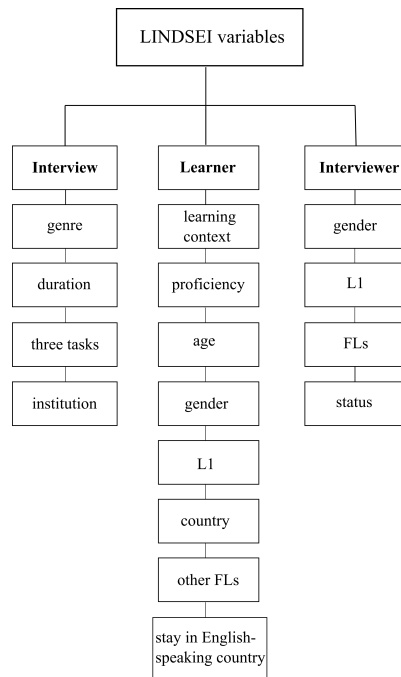 LINDSEI variables
Interview
genre
duration
three tasks
institution
Learner
learning
context
proficiency
age
gender
L1
country
other FLs
stay in English-
speaking country
Interviewer
gender
L1
FLs
status